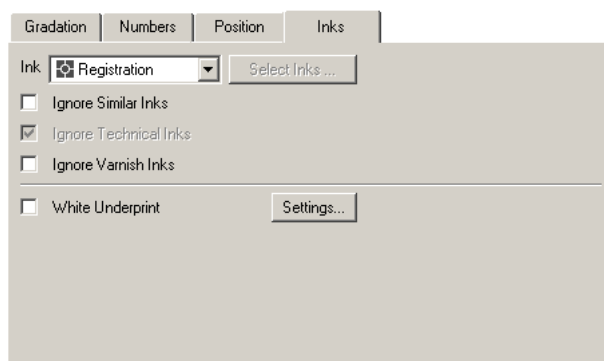 Gradation Numbers Position Inks
Ink Registration Select Inks ...
Ignore Similar Inks
Ignore Technical Inks
Ignore Varnish Inks
White Underprint Settings...